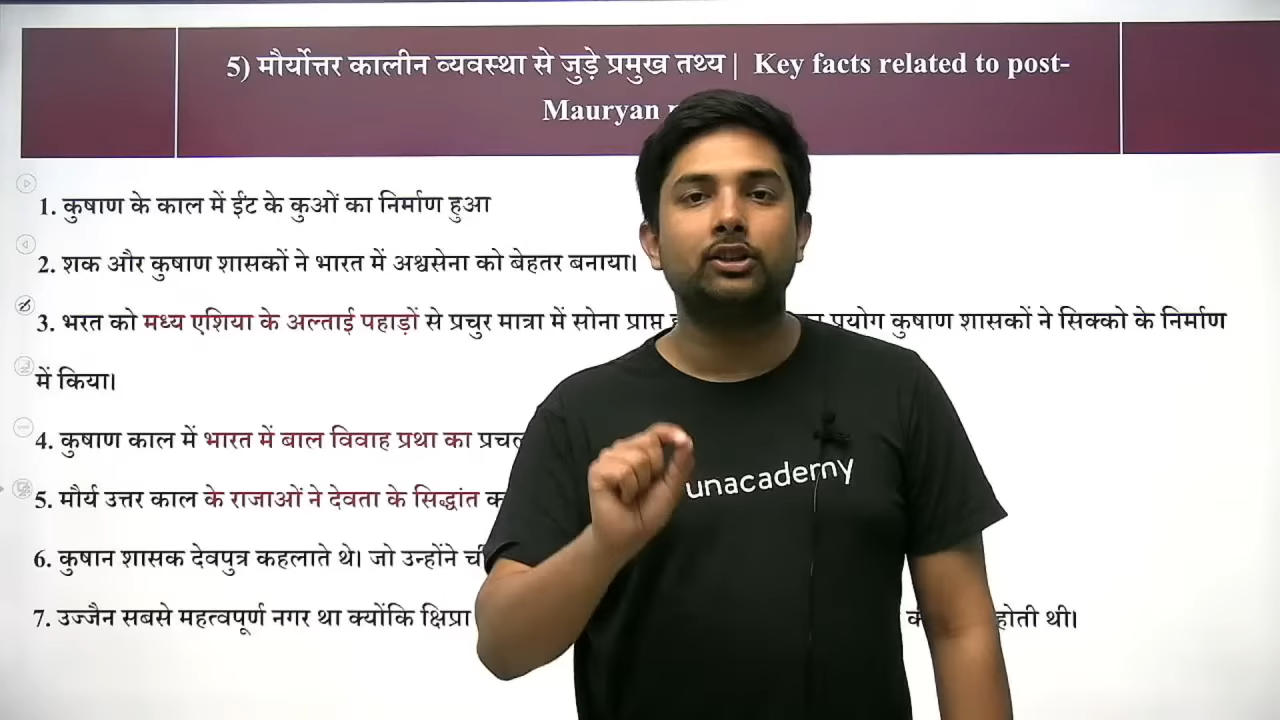 5) मौर्योत्तर कालीन व्यवस्था से जुड़े प्रमुख तथ्य | Key facts related to post-
Mauryan
1. कुषाण के काल में ईंट के कुओं का निर्माण हुआ
2. शक और कुषाण शासकों ने भारत में अश्वसेना को बेहतर बनाया।
3. भरत को मध्य एशिया के अल्ताई पहाड़ों से प्रचुर मात्रा में सोना प्राप्त प्रयोग कुषाण शासकों ने सिक्को के निर्माण
में किया।
4. कुषाण काल में भारत में बाल विवाह प्रथा का
5. मौर्य उत्तर काल के राजाओं ने देवता के सिद्धांत
6. कुषान शासक देवपुत्र कहलाते थे। जो उन्होंने
7. उज्जैन सबसे महत्वपूर्ण नगर था क्योंकि क्षिप्रा होती थी।
unacademy